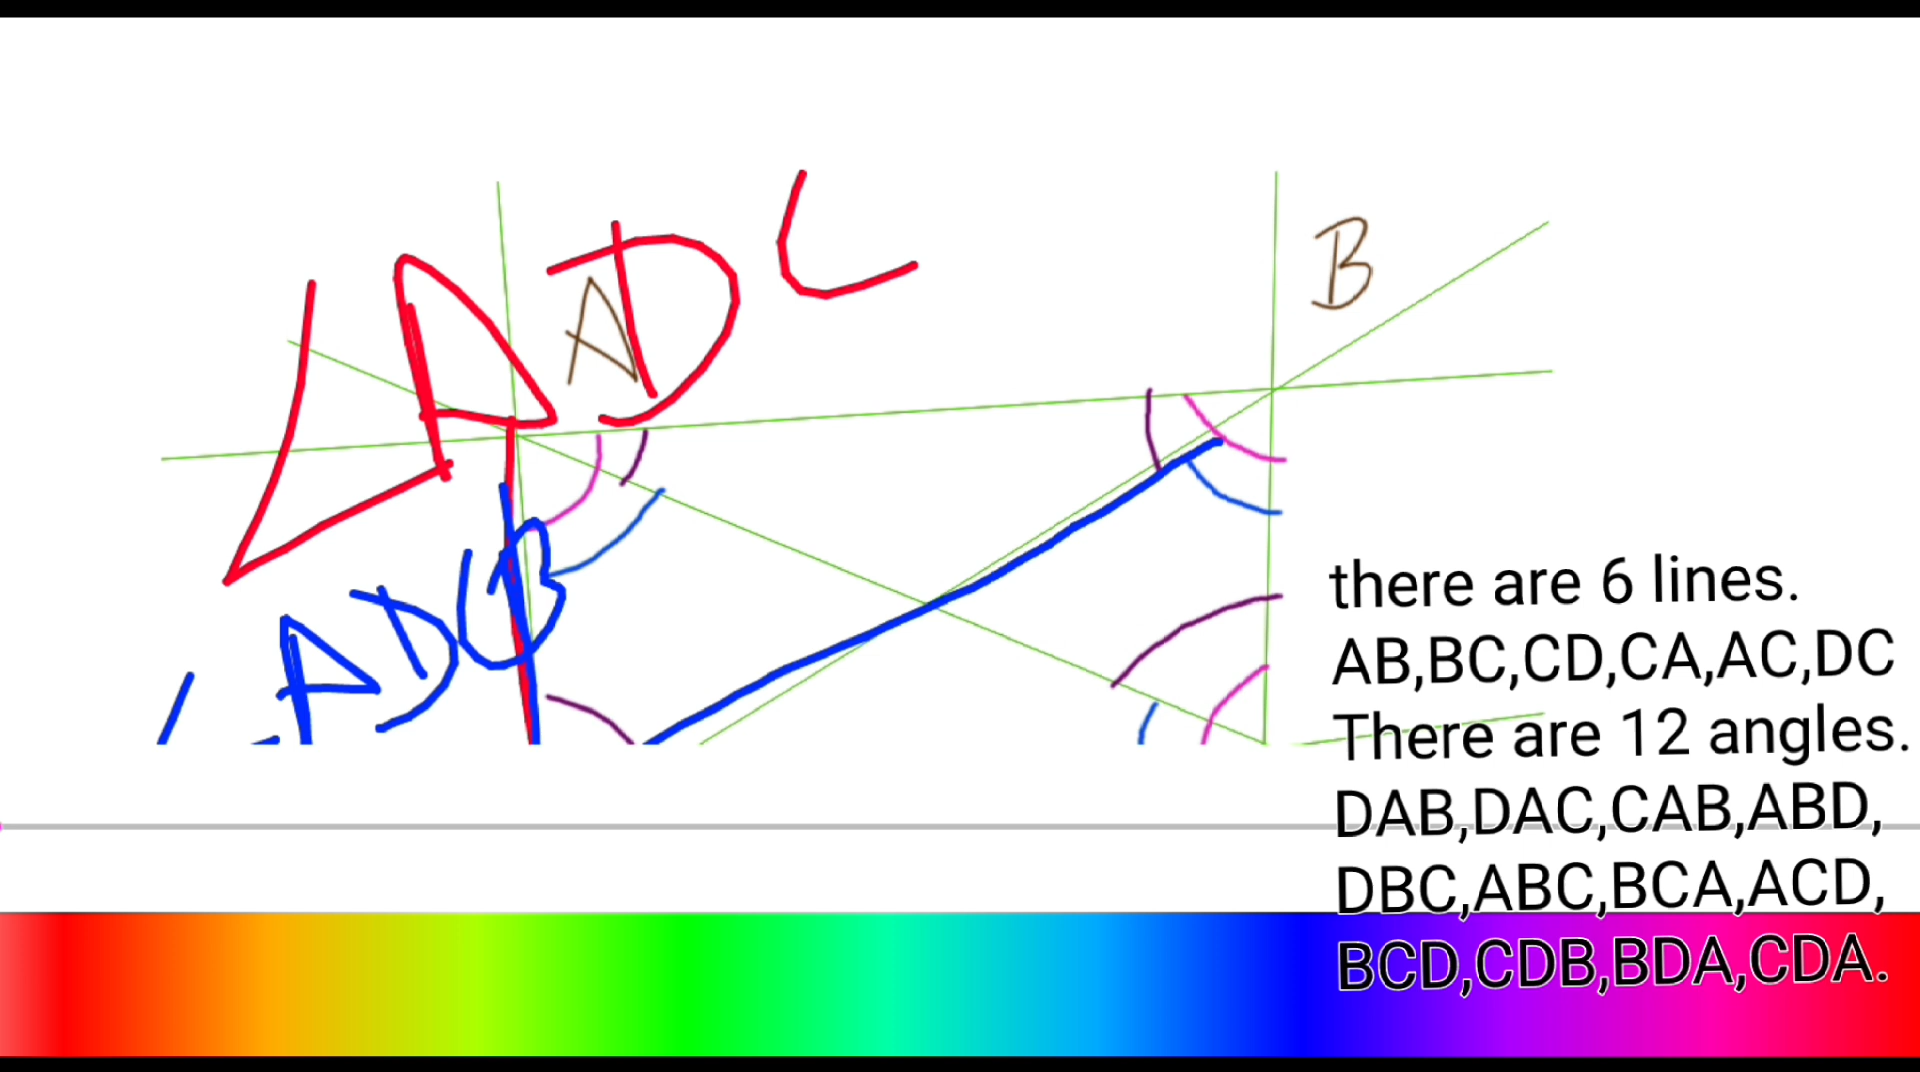 ∠ADC
A
B
ADB
there are 6 lines.
AB,BC,CD,CA,AC,DC
There are 12 angles.
DAB,DAC,CAB,ABD,
DBC,ABC,BCA,ACD,
BCD,CDB,BDA,CDA.